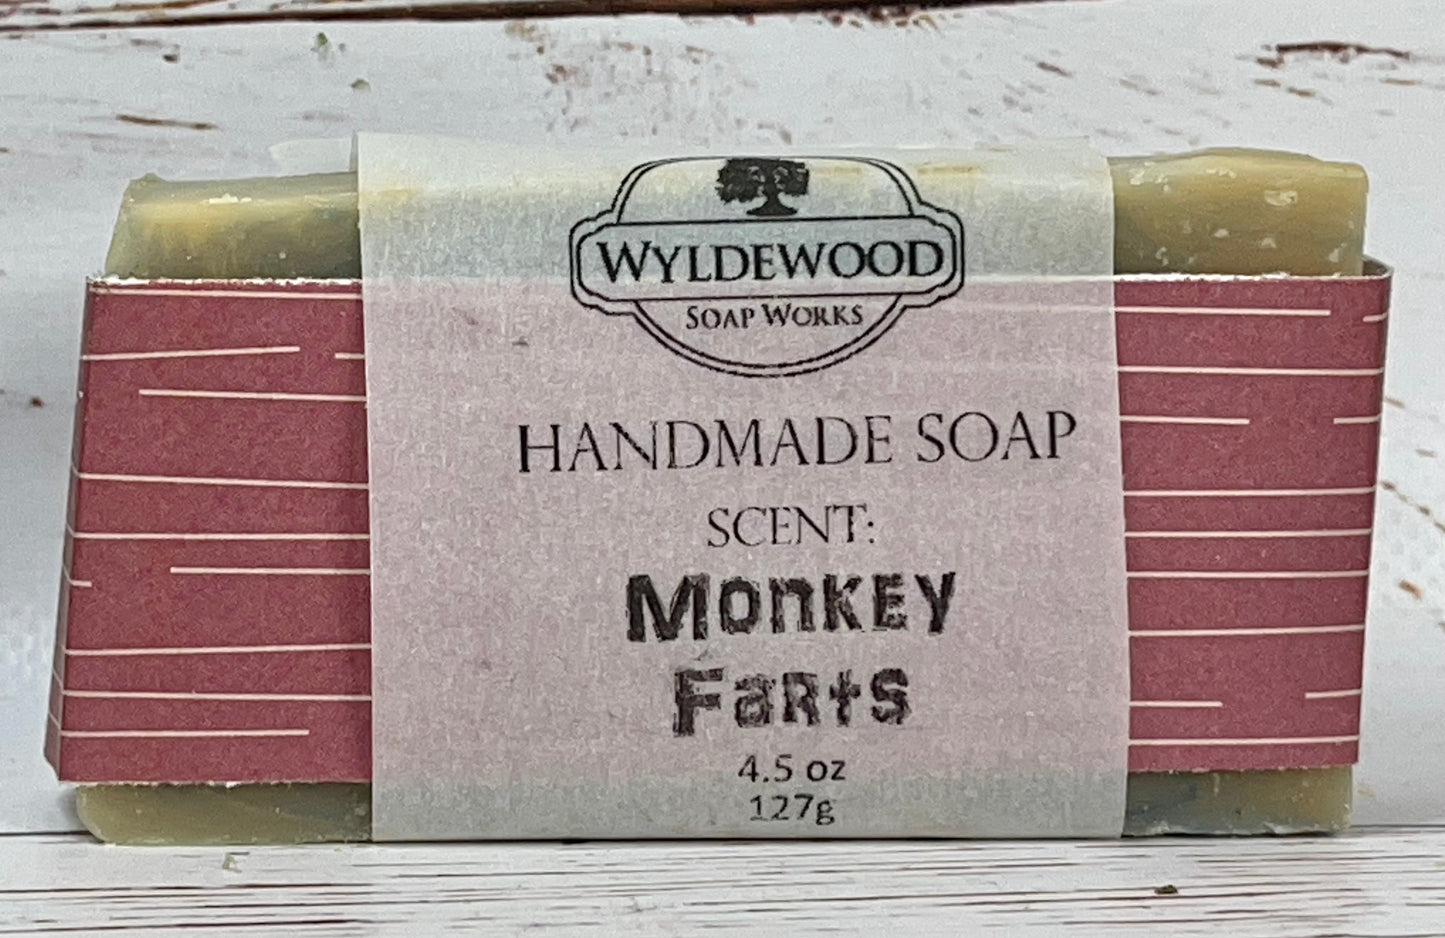 WYLDEWOOD
SOAP WORKS
HANDMADE SOAP
SCENT:
MonKEY
FaRtS
4.5 oz
127g